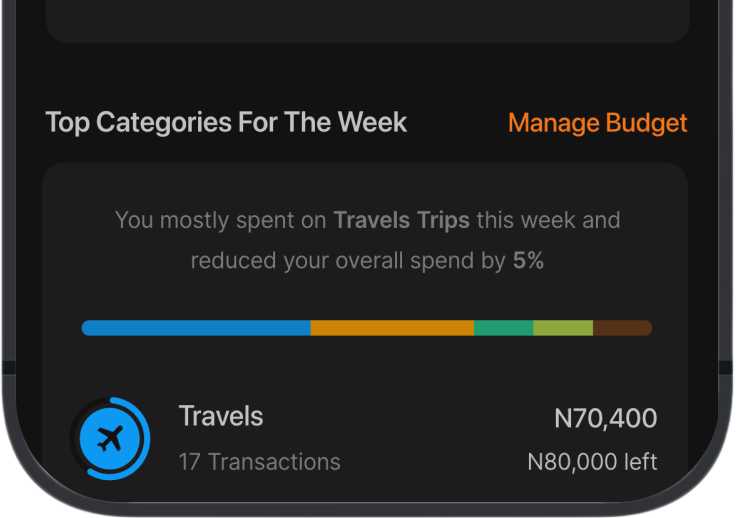 Top Categories For The Week
Manage Budget
You mostly spent on Travels Trips this week and
reduced your overall spend by 5%
Travels
N70,400
17 Transactions
N80,000 left